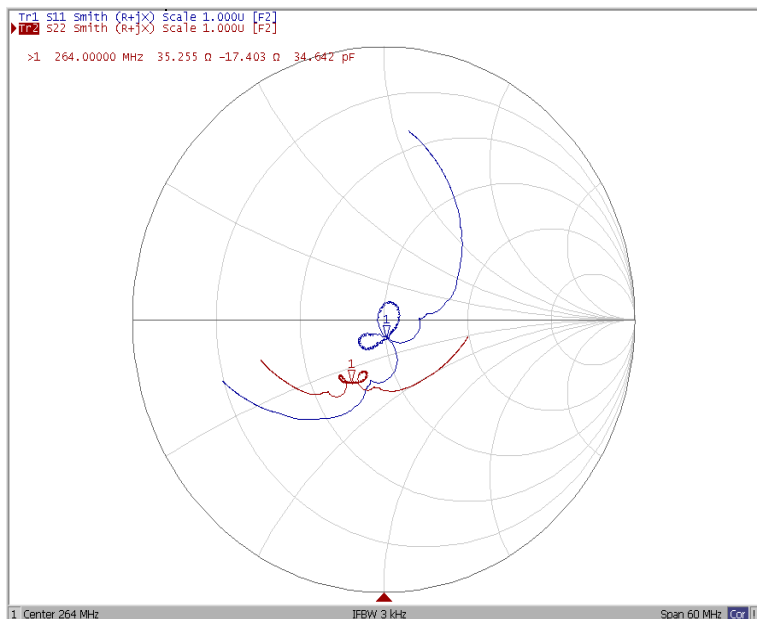 Tr1 S11 Smith (R+jX) Scale 1.000U [F2]
Tr2 S22 Smith (R+jX) Scale 1.000U [F2]
>1 264.00000 MHz 35.255 Ω -17.403 Ω 34.642 pF
1
1
1 Center 264 MHz IFBW 3 kHz Span 60 MHz Cor !